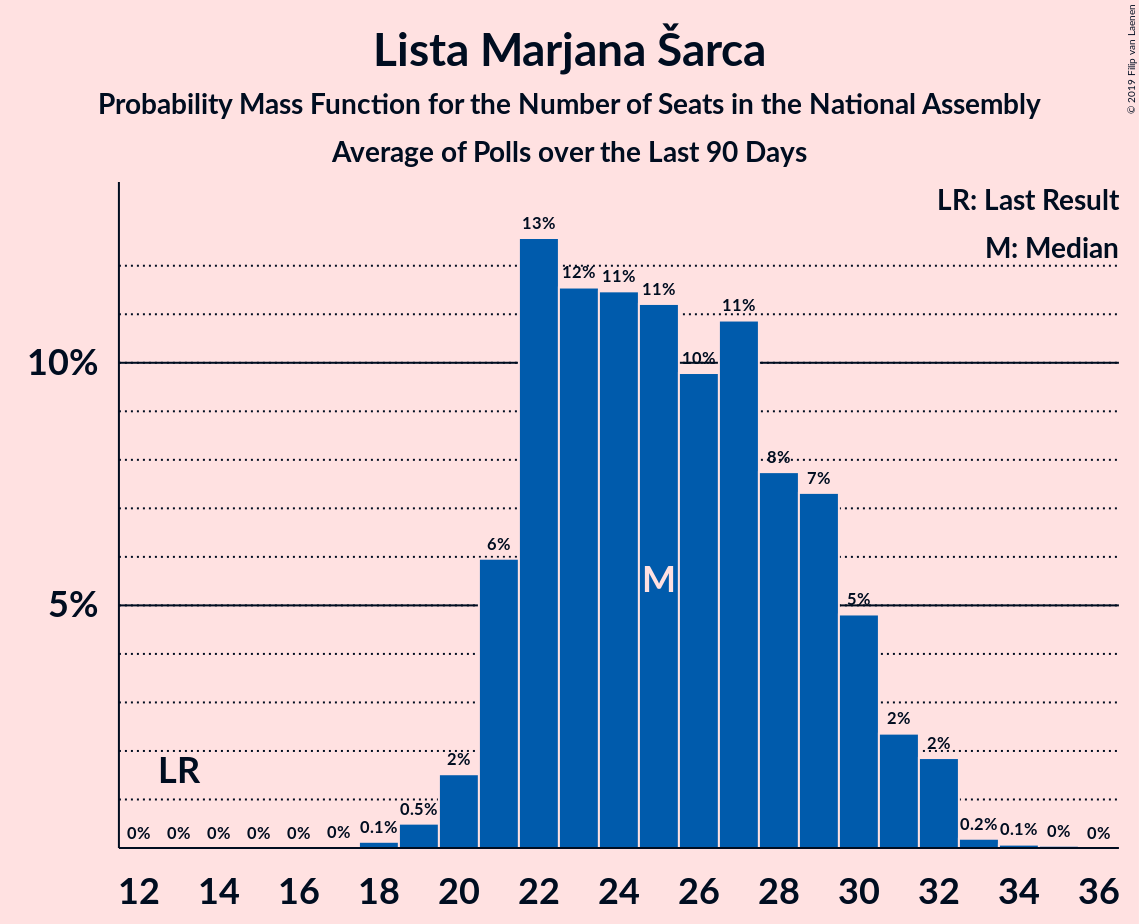 Lista Marjana Šarca
Probability Mass Function for the Number of Seats in the National Assembly
Average of Polls over the Last 90 Days
© 2019 Filip van Laenen
LR: Last Result
M: Median
13%
12%
11%
11%
11%
10%
10%
8%
7%
6%
M
5%
5%
2%
2%
2%
LR
0.5%
0% 0% 0% 0% 0% 0% 0.1% 0.2% 0.1% 0% 0%
12 14 16 18 20 22 24 26 28 30 32 34 36